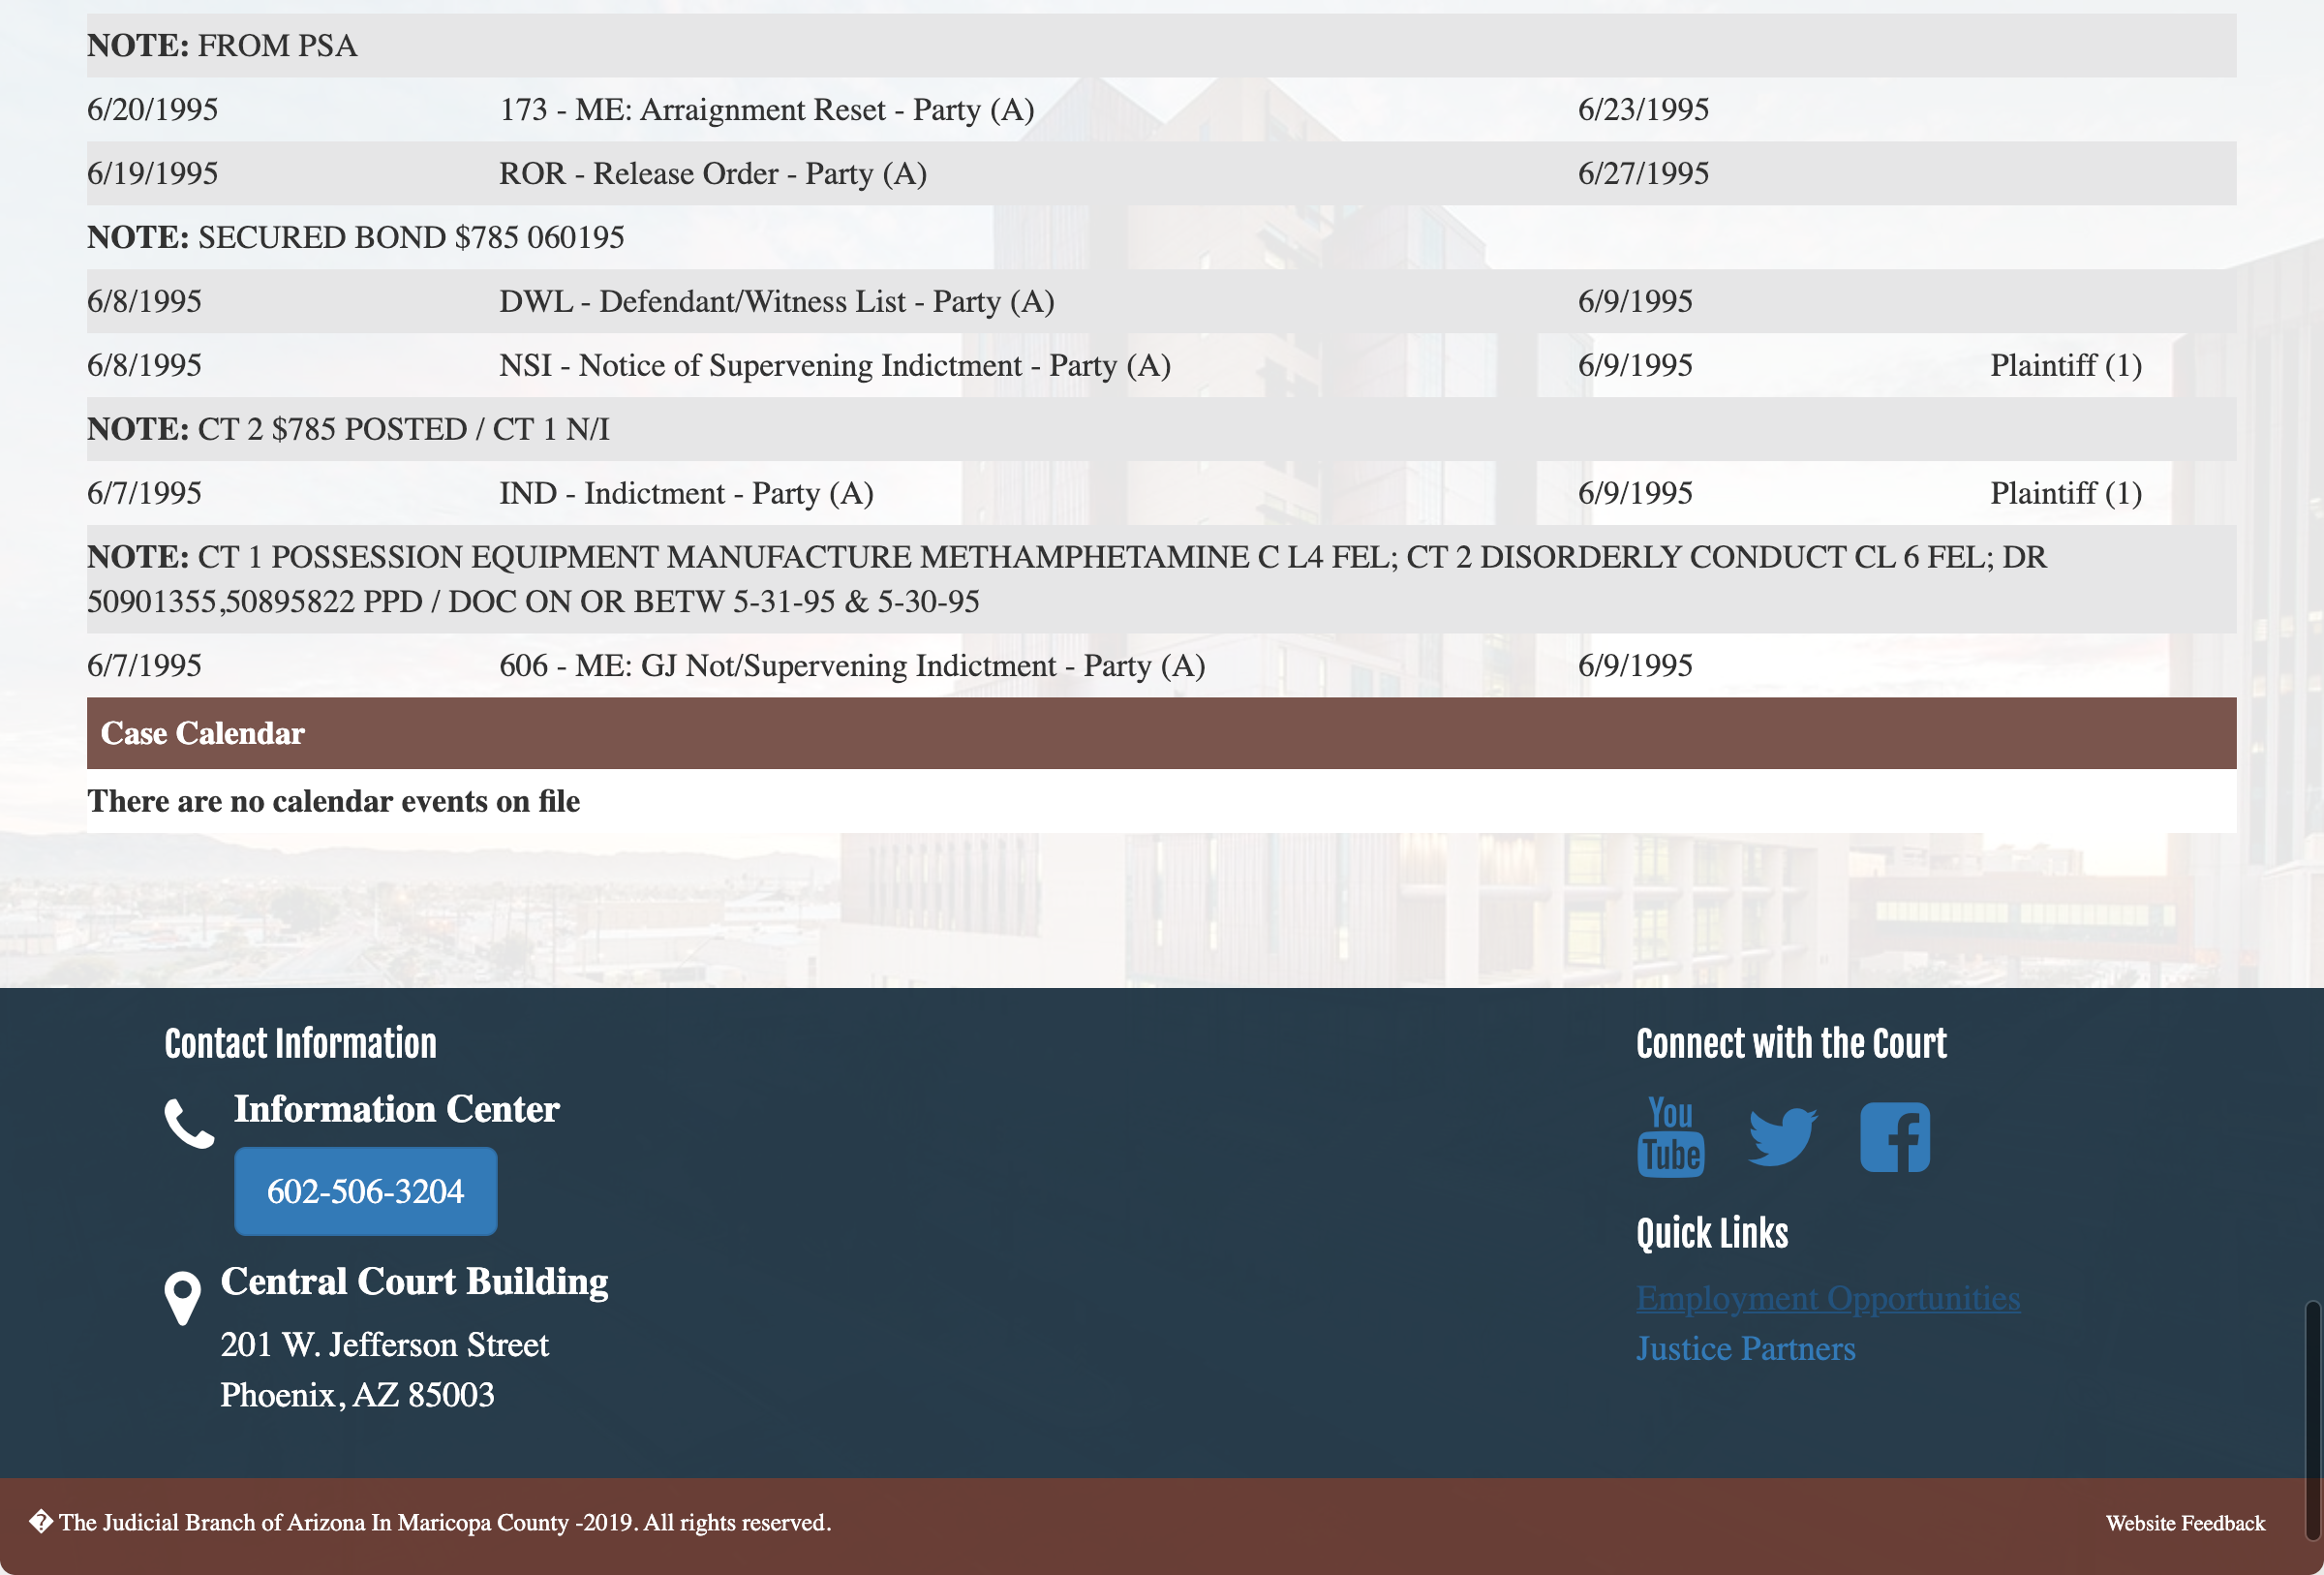 NOTE: FROM PSA
6/20/1995 173 - ME: Arraignment Reset - Party (A) 6/23/1995
6/19/1995 ROR - Release Order - Party (A) 6/27/1995
NOTE: SECURED BOND $785 060195
6/8/1995 DWL - Defendant/Witness List - Party (A) 6/9/1995
6/8/1995 NSI - Notice of Supervening Indictment - Party (A) 6/9/1995 Plaintiff (1)
NOTE: CT 2 $785 POSTED / CT 1 N/I
6/7/1995 IND - Indictment - Party (A) 6/9/1995 Plaintiff (1)
NOTE: CT 1 POSSESSION EQUIPMENT MANUFACTURE METHAMPHETAMINE C L4 FEL; CT 2 DISORDERLY CONDUCT CL 6 FEL; DR
50901355,50895822 PPD / DOC ON OR BETW 5-31-95 & 5-30-95
6/7/1995 606 - ME: GJ Not/Supervening Indictment - Party (A) 6/9/1995
Case Calendar
There are no calendar events on file
Contact Information
Information Center
602-506-3204
Central Court Building
201 W. Jefferson Street
Phoenix, AZ 85003
Connect with the Court
You
Tube
Quick Links
Employment Opportunities
Justice Partners
� The Judicial Branch of Arizona In Maricopa County -2019. All rights reserved.
Website Feedback